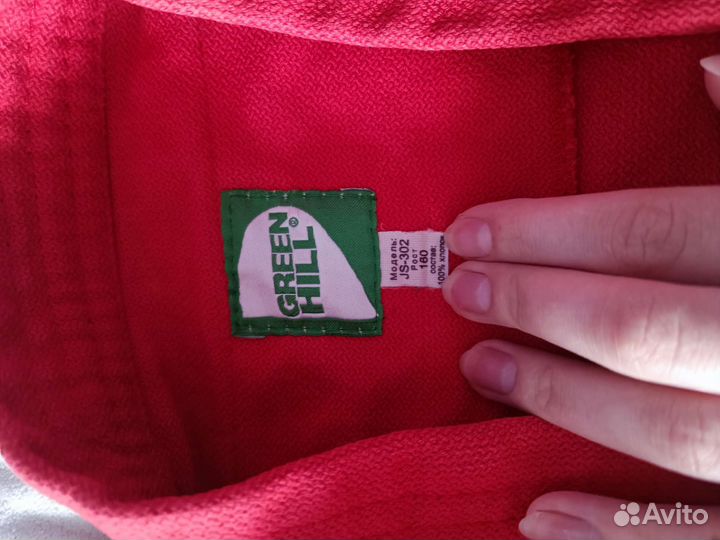 GREEN
HILL®
Модель:
JS-302
Рост
160
состав:
100% хлопок
Avito